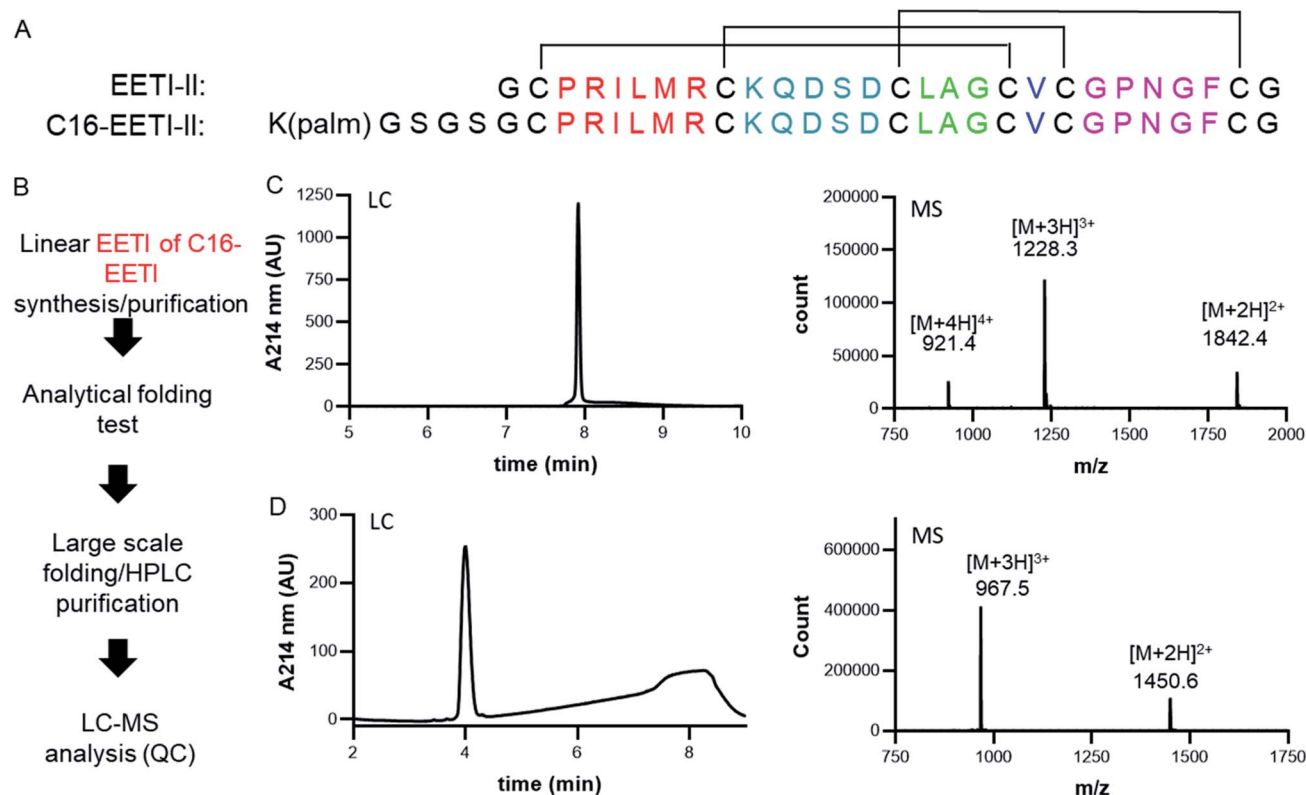 A
EETI-II: G C P R I L M R C K Q D S D C L A G C V C G P N G F C G
C16-EETI-II: K(palm) G S G S G C P R I L M R C K Q D S D C L A G C V C G P N G F C G
B
Linear EETI of C16-
EETI
synthesis/purification
Analytical folding
test
Large scale
folding/HPLC
purification
LC-MS
analysis (QC)
C
LC
A214 nm (AU)
1250
1000
750
500
250
0
5 6 7 8 9 10
time (min)
MS
count
200000
150000
100000
50000
0
[M+3H]3+
1228.3
[M+4H]4+
921.4
[M+2H]2+
1842.4
750 1000 1250 1500 1750 2000
m/z
D
LC
A214 nm (AU)
300
200
100
0
2 4 6 8
time (min)
MS
Count
600000
400000
200000
0
[M+3H]3+
967.5
[M+2H]2+
1450.6
750 1000 1250 1500 1750
m/z